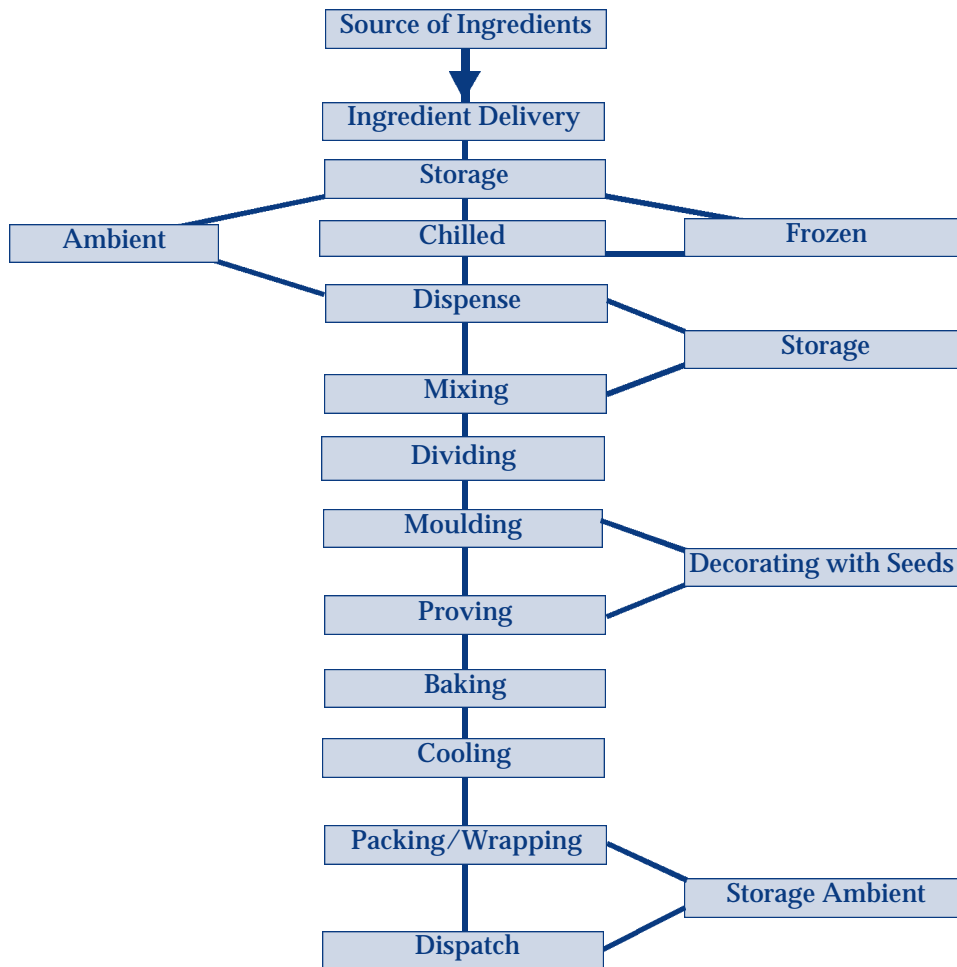 Source of Ingredients
Ingredient Delivery
Storage
Ambient
Chilled
Frozen
Dispense
Storage
Mixing
Dividing
Moulding
Decorating with Seeds
Proving
Baking
Cooling
Packing/Wrapping
Storage Ambient
Dispatch